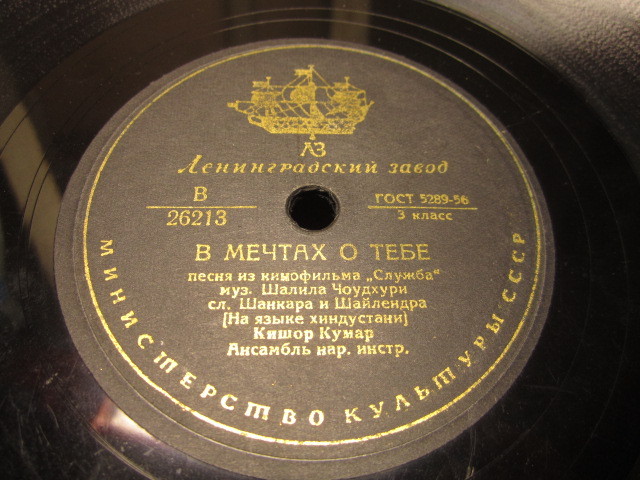 ЛЗ
Ленинградский завод
В
26213
ГОСТ 5289-56
3 класс
В МЕЧТАХ О ТЕБЕ
песня из кинофильма „Служба"
муз. Шалила Чоудхури
сл. Шанкара и Шайлендра
[На языке хиндустани]
Кишор Кумар
Ансамбль нар. инстр.
МИНИСТЕРСТВО КУЛЬТУРЫ СССР